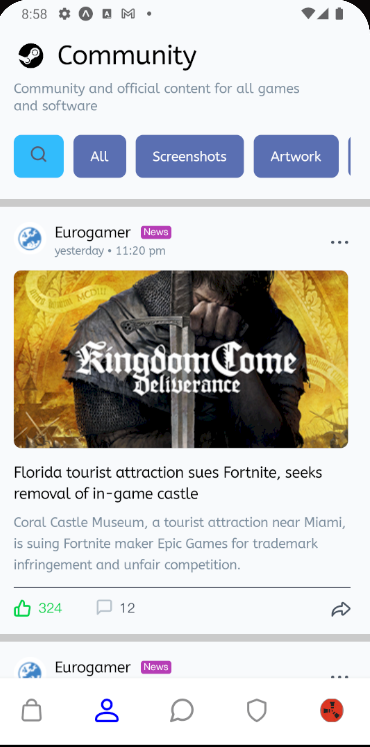 8:58
Community
Community and official content for all games
and software
All
Screenshots
Artwork
Eurogamer News
yesterday • 11:20 pm
Kingdom Come
Deliverance
Florida tourist attraction sues Fortnite, seeks
removal of in-game castle
Coral Castle Museum, a tourist attraction near Miami,
is suing Fortnite maker Epic Games for trademark
infringement and unfair competition.
324
12
Eurogamer News